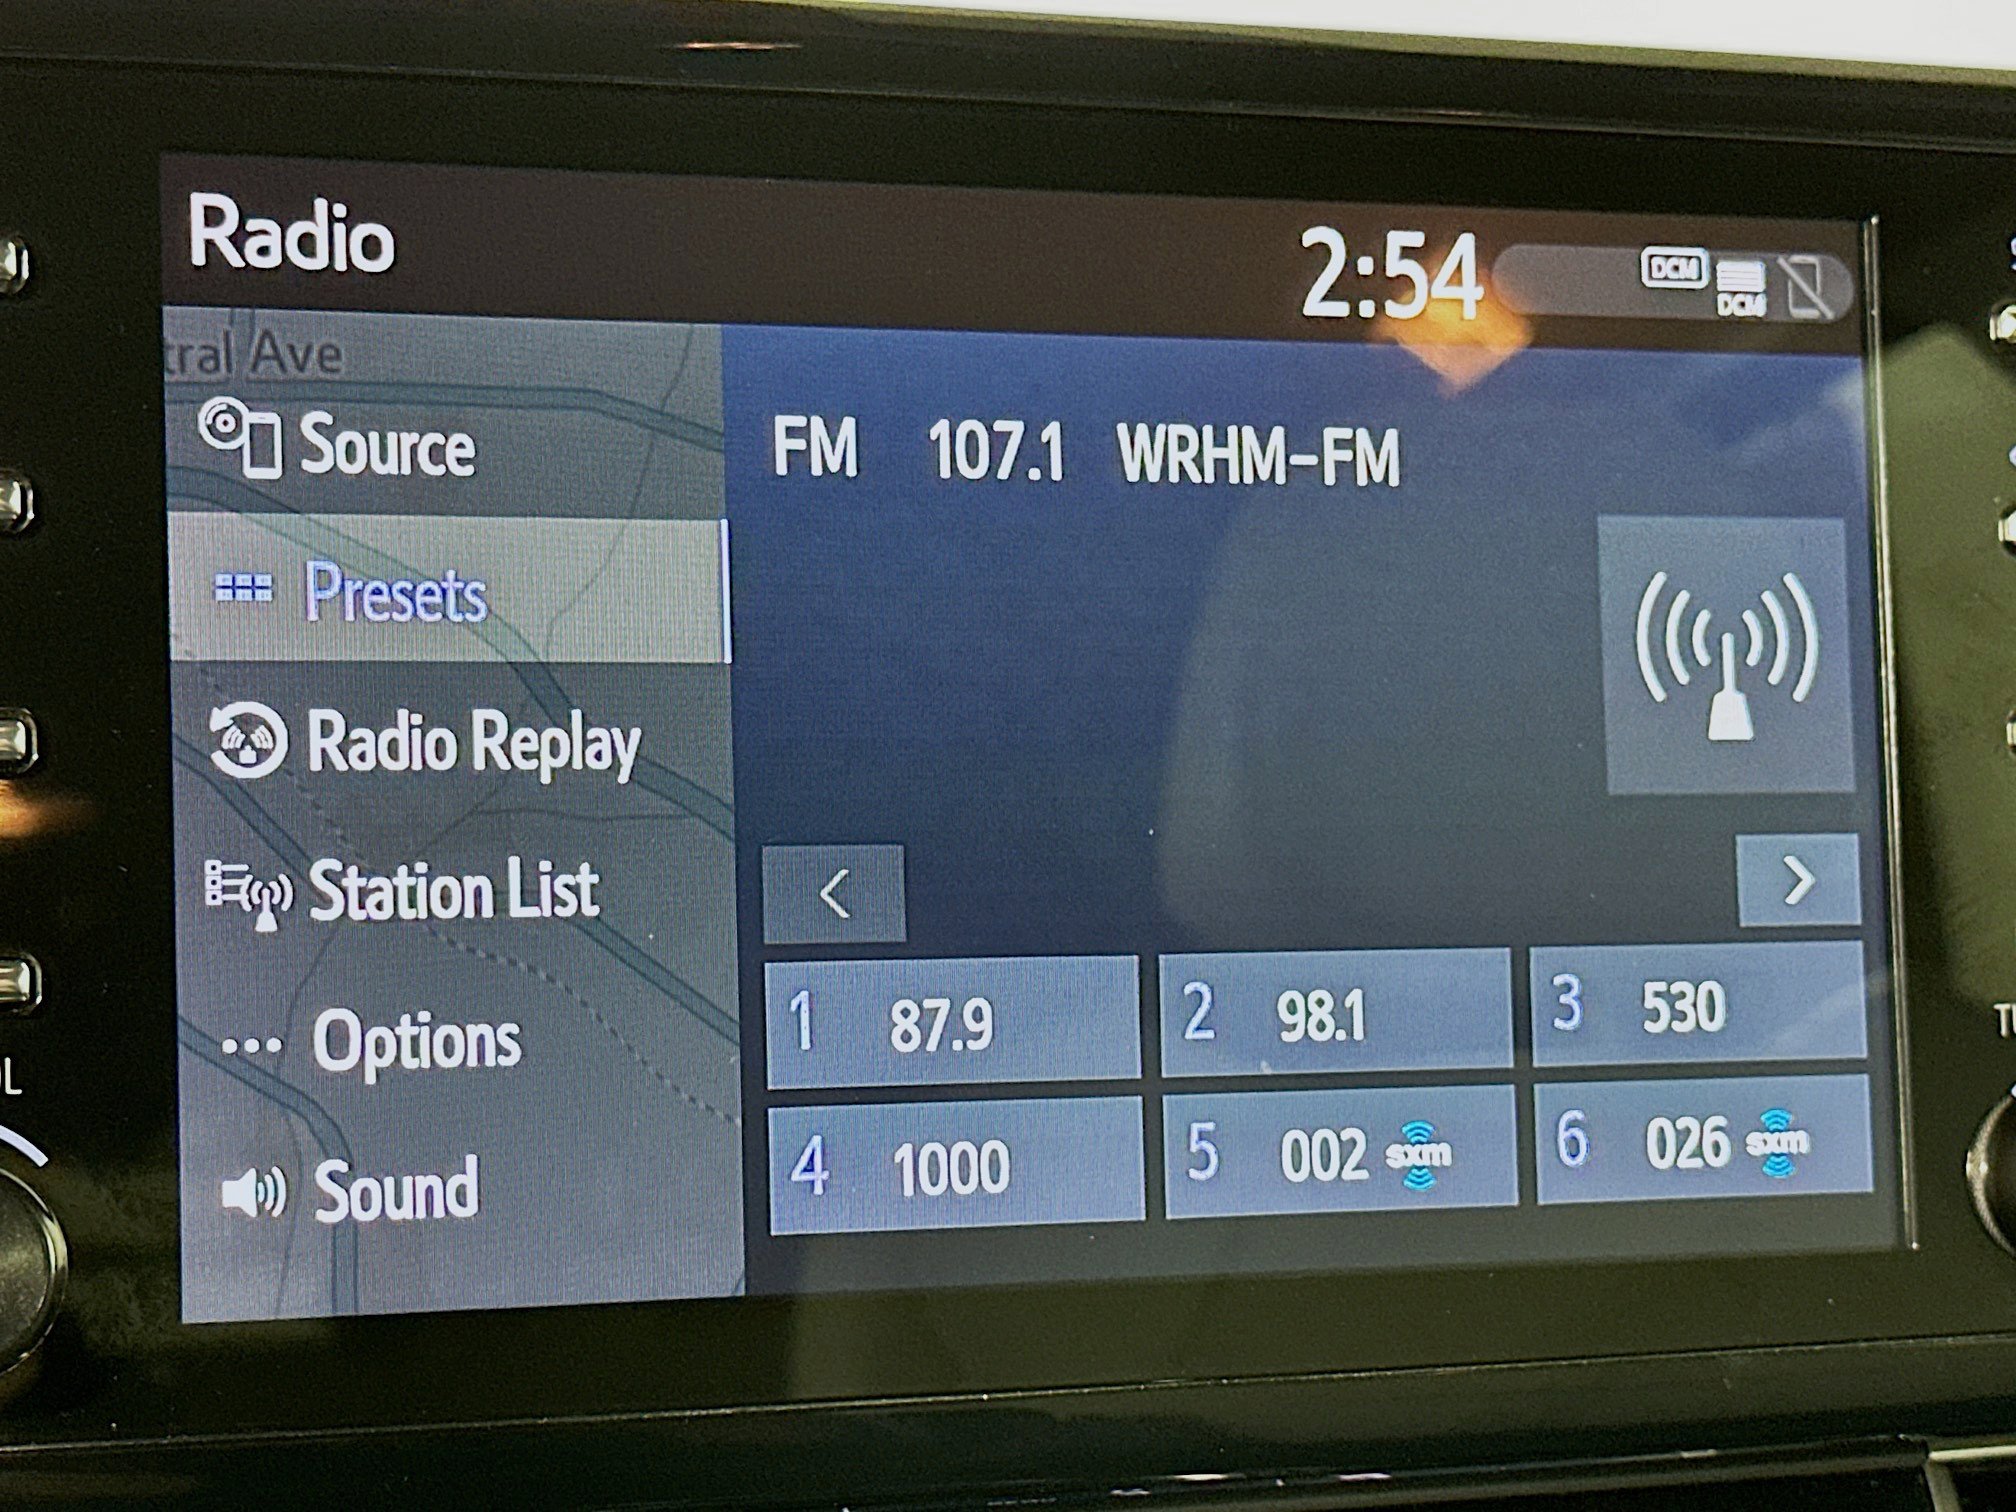 Radio
2:54
DCM
DCM
tral Ave
Source
Presets
Radio Replay
Station List
Options
Sound
FM 107.1 WRHM-FM
<
>
1 87.9
2 98.1
3 530
4 1000
5 002 sxm
6 026 sxm
OL